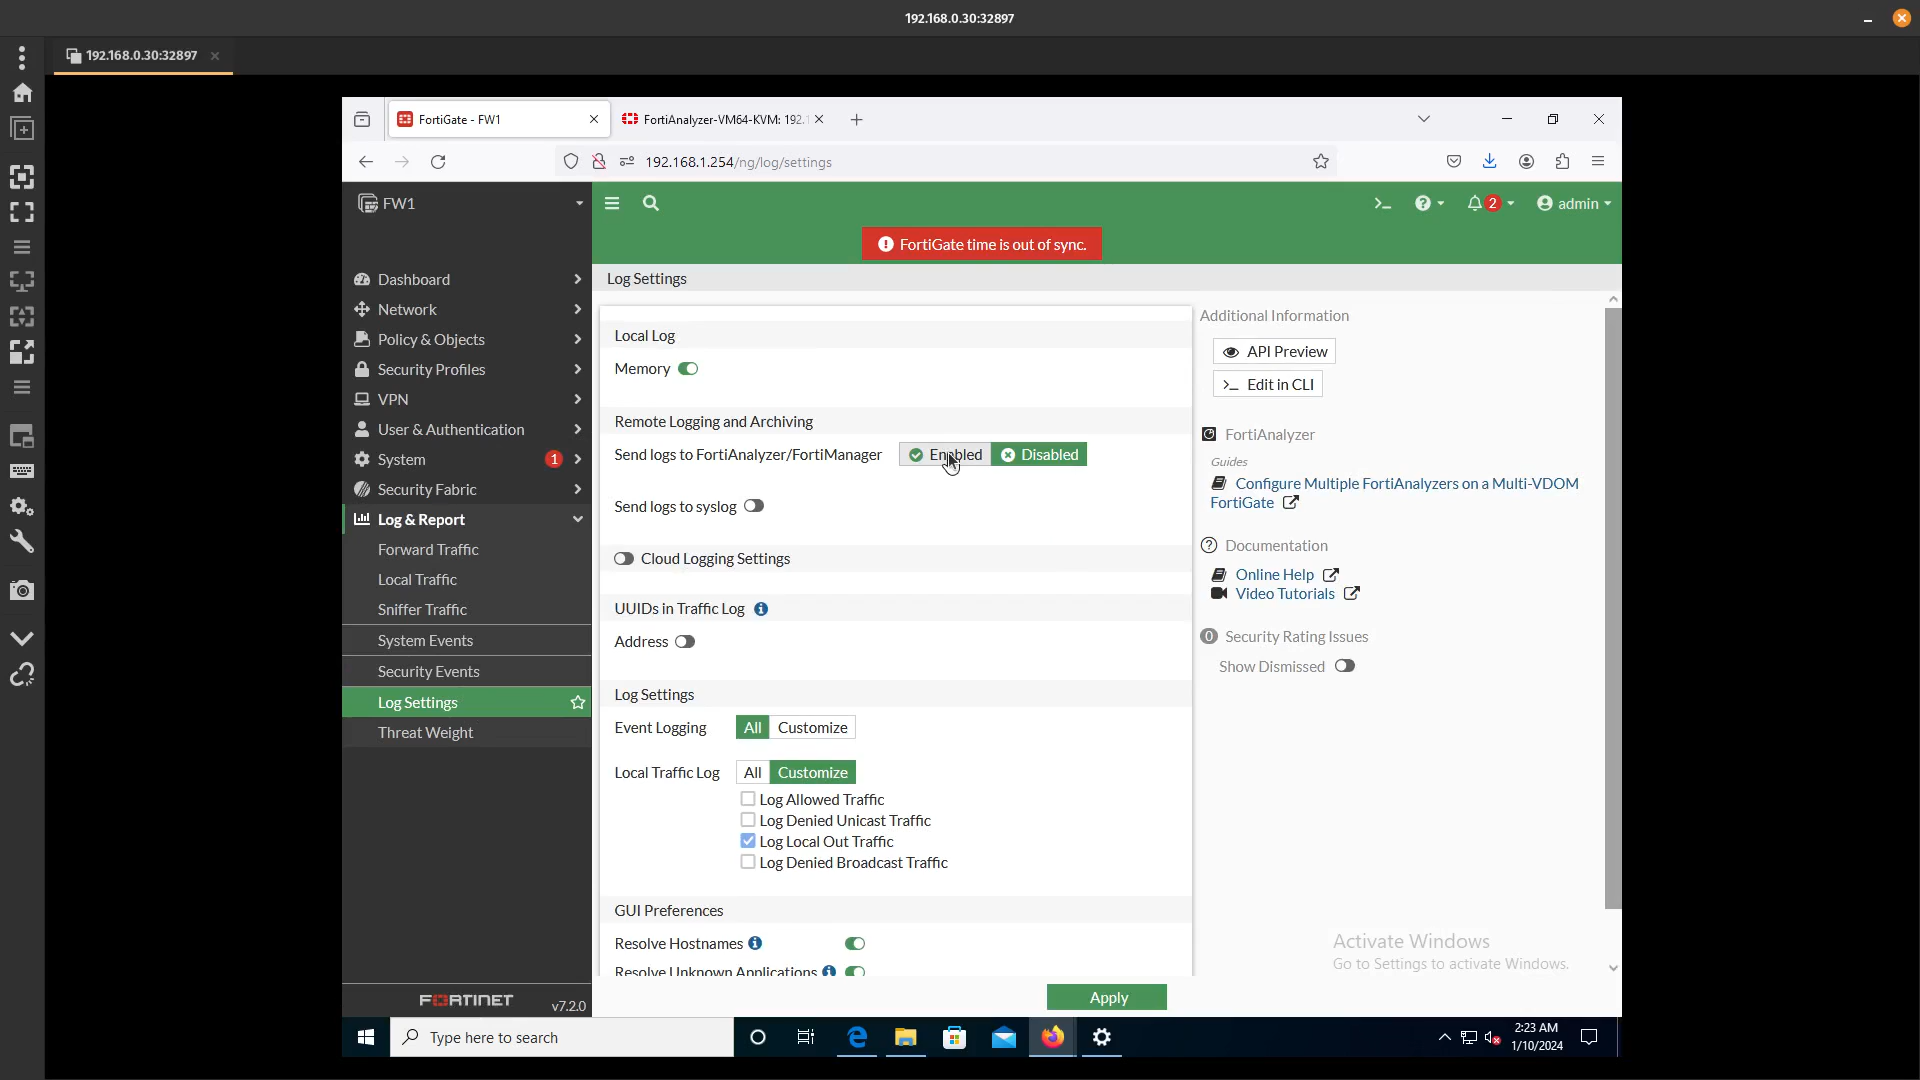 192.168.0.30:32897
192.168.0.30:32897
FortiGate - FW1
FortiAnalyzer-VM64-KVM: 192.1
192.168.1.254/ng/log/settings
FW1
2
admin
FortiGate time is out of sync.
Log Settings
Dashboard
Network
Policy & Objects
Security Profiles
VPN
User & Authentication
System
1
Security Fabric
Log & Report
Forward Traffic
Local Traffic
Sniffer Traffic
System Events
Security Events
Log Settings
Threat Weight
FORTINET
v7.2.0
Local Log
Memory
Remote Logging and Archiving
Send logs to FortiAnalyzer/FortiManager
Enabled
Disabled
Send logs to syslog
Cloud Logging Settings
UUIDs in Traffic Log
Address
Log Settings
Event Logging
All
Customize
Local Traffic Log
All
Customize
Log Allowed Traffic
Log Denied Unicast Traffic
Log Local Out Traffic
Log Denied Broadcast Traffic
GUI Preferences
Resolve Hostnames
Resolve Unknown Applications
Apply
Additional Information
API Preview
>_ Edit in CLI
FortiAnalyzer
Guides
Configure Multiple FortiAnalyzers on a Multi-VDOM
FortiGate
Documentation
Online Help
Video Tutorials
0 Security Rating Issues
Show Dismissed
Activate Windows
Go to Settings to activate Windows.
Type here to search
2:23 AM
1/10/2024